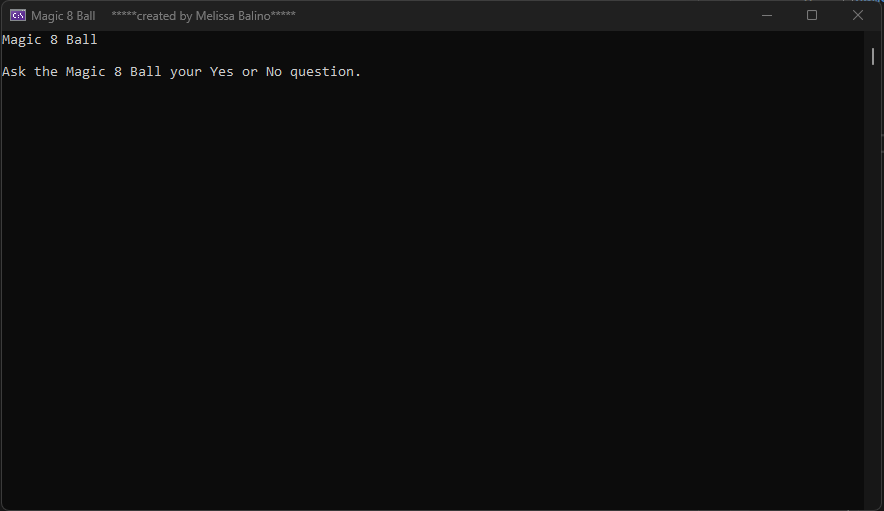 Magic 8 Ball *****created by Melissa Balino*****
Magic 8 Ball
Ask the Magic 8 Ball your Yes or No question.